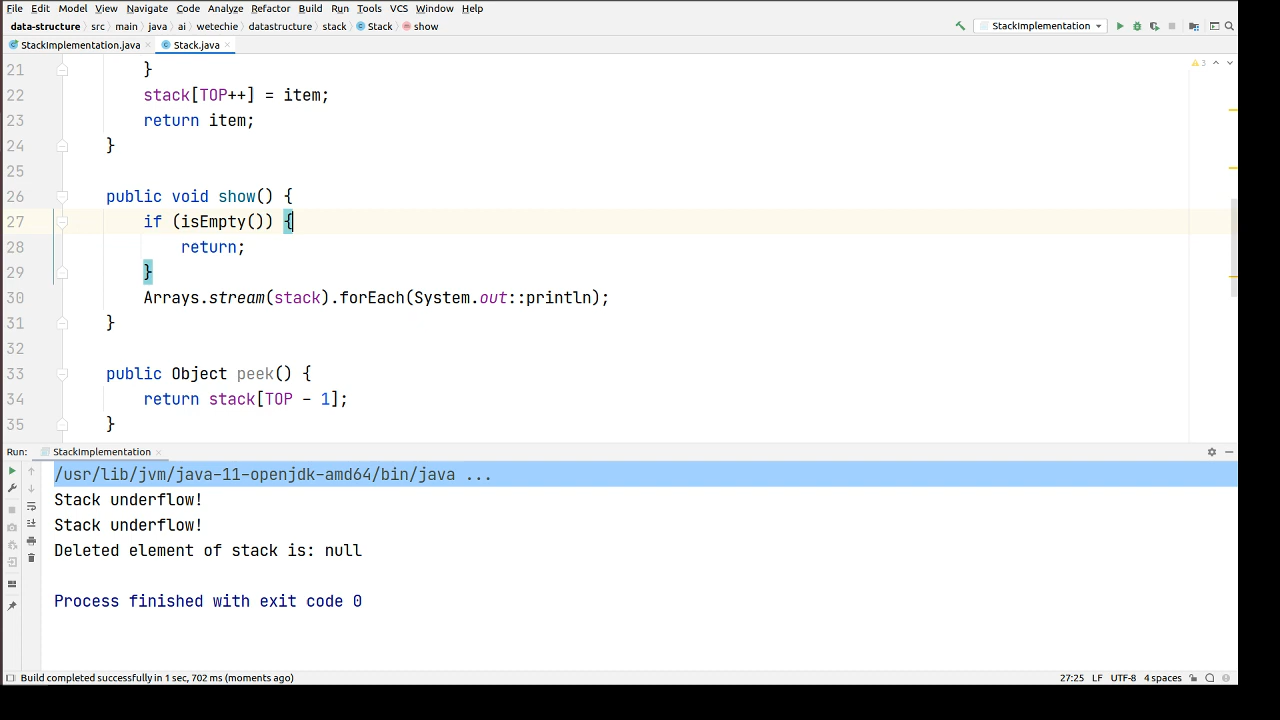 File Edit Model View Navigate Code Analyze Refactor Build Run Tools VCS Window Help
data-structure src main java ai wetechie datastructure stack Stack show StackImplementation
StackImplementation.java Stack.java
21 }
22 stack[TOP++] = item;
23 return item;
24 }
25
26 public void show() {
27 if (isEmpty()) {
28 return;
29 }
30 Arrays.stream(stack).forEach(System.out::println);
31 }
32
33 public Object peek() {
34 return stack[TOP - 1];
35 }
3
Run: StackImplementation
/usr/lib/jvm/java-11-openjdk-amd64/bin/java ...
Stack underflow!
Stack underflow!
Deleted element of stack is: null
Process finished with exit code 0
Build completed successfully in 1 sec, 702 ms (moments ago) 27:25 LF UTF-8 4 spaces